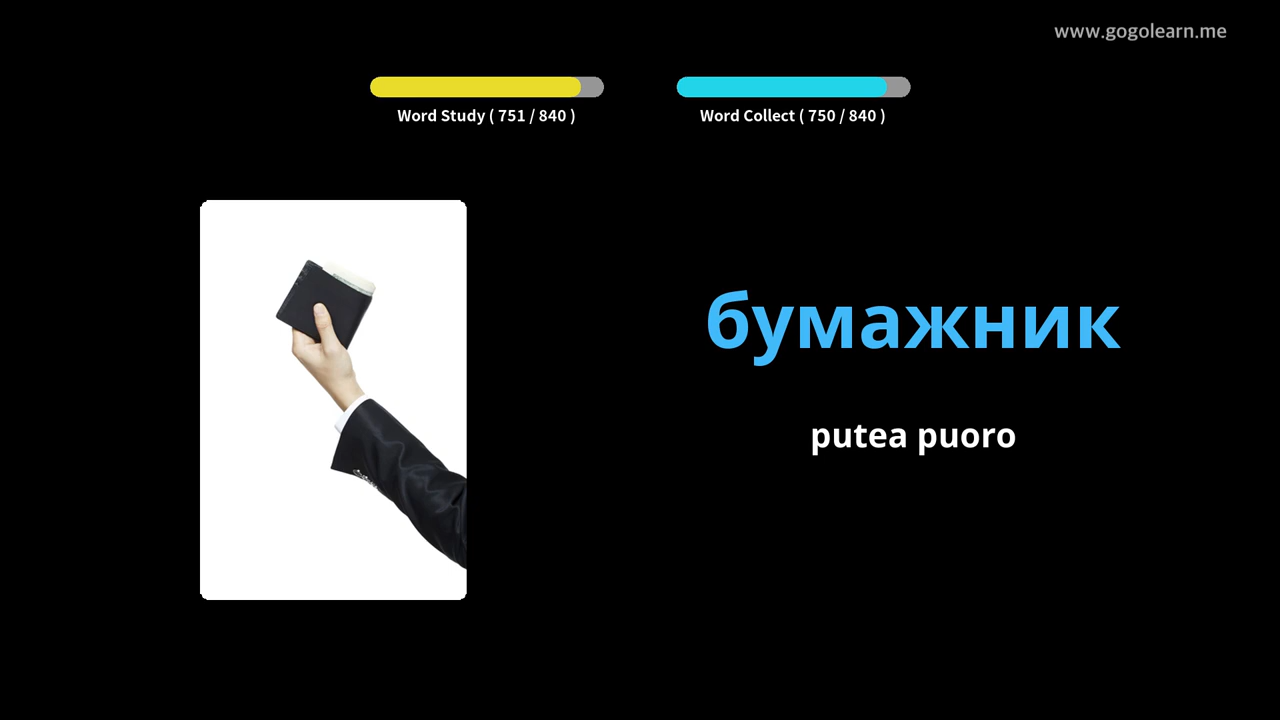 www.gogolearn.me
Word Study ( 751 / 840 )
Word Collect ( 750 / 840 )
бумажник
putea puoro